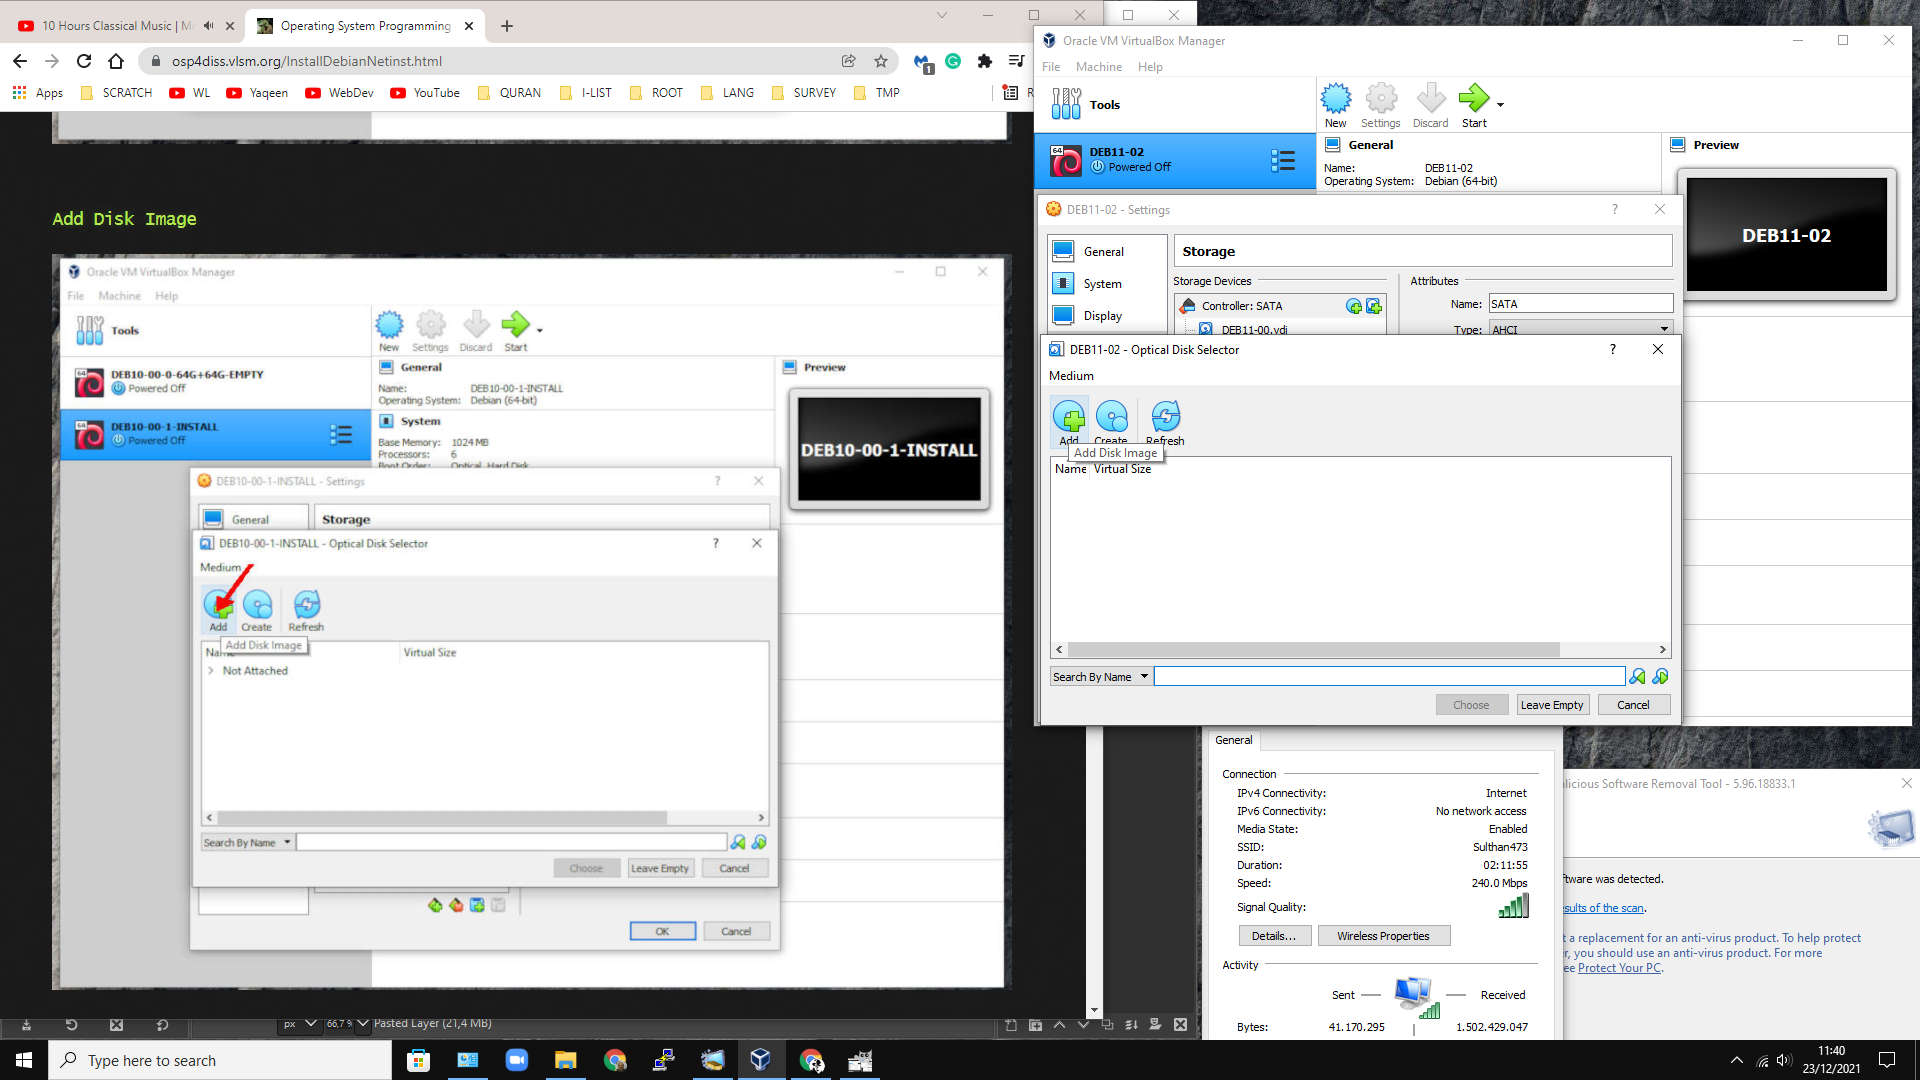 10 Hours Classical Music | M
Operating System Programming
osp4diss.vlsm.org/InstallDebianNetinst.html
1
Apps
SCRATCH
WL
Yaqeen
WebDev
YouTube
QURAN
I-LIST
ROOT
LANG
SURVEY
TMP
R
Add Disk Image
Oracle VM VirtualBox Manager
File Machine Help
Tools
New Settings Discard Start
64
DEB10-00-0-64G+64G-EMPTY
Powered Off
64
DEB10-00-1-INSTALL
Powered Off
General
Name: DEB10-00-1-INSTALL
Operating System: Debian (64-bit)
System
Base Memory: 1024 MB
Processors: 6
Boot Order: Optical, Hard Disk
Preview
DEB10-00-1-INSTALL
DEB10-00-1-INSTALL - Settings
?
General
Storage
DEB10-00-1-INSTALL - Optical Disk Selector
?
Medium
Add Create Refresh
Add Disk Image
Virtual Size
Not Attached
Search By Name
Choose Leave Empty Cancel
OK Cancel
px 66,7 Pasted Layer (21,4 MB)
Oracle VM VirtualBox Manager
File Machine Help
Tools
New Settings Discard Start
64
DEB11-02
Powered Off
General
Name: DEB11-02
Operating System: Debian (64-bit)
Preview
DEB11-02
DEB11-02 - Settings
?
General
System
Display
Storage
Storage Devices
Controller: SATA
DEB11-00.vdi
Attributes
Name: SATA
Type: AHCI
DEB11-02 - Optical Disk Selector
?
Medium
Add Create Refresh
Add Disk Image
Name Virtual Size
Search By Name
Choose Leave Empty Cancel
General
Connection
IPv4 Connectivity: Internet
IPv6 Connectivity: No network access
Media State: Enabled
SSID: Sulthan473
Duration: 02:11:55
Speed: 240.0 Mbps
Signal Quality:
Details... Wireless Properties
Activity
Sent Received
Bytes: 41.170.295 1.502.429.047
licious Software Removal Tool - 5.96.18833.1
ftware was detected.
sults of the scan.
t a replacement for an anti-virus product. To help protect
r, you should use an anti-virus product. For more
ee Protect Your PC.
Type here to search
11:40
23/12/2021